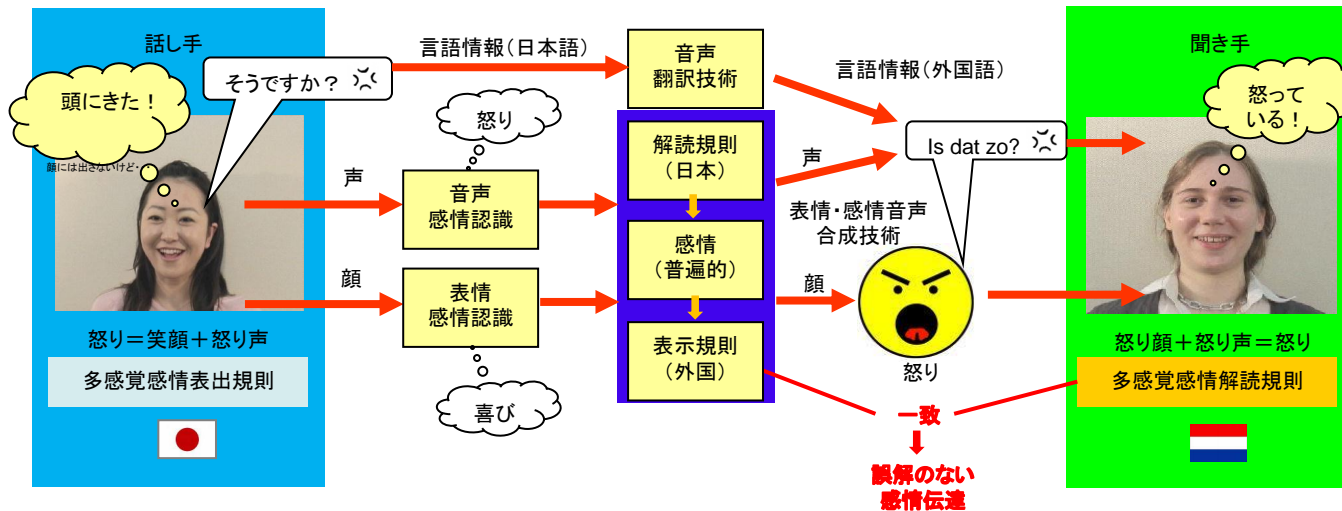 話し手
頭にきた！
顔には出さないけど・・
そうですか？
言語情報（日本語）
音声
翻訳技術
言語情報（外国語）
聞き手
怒って
いる！
怒り
声
音声
感情認識
解読規則
（日本）
声
Is dat zo?
感情
（普遍的）
表情・感情音声
合成技術
顔
表情
感情認識
喜び
表示規則
（外国）
顔
怒り
怒り＝笑顔＋怒り声
多感覚感情表出規則
怒り顔＋怒り声＝怒り
多感覚感情解読規則
一致
誤解のない
感情伝達